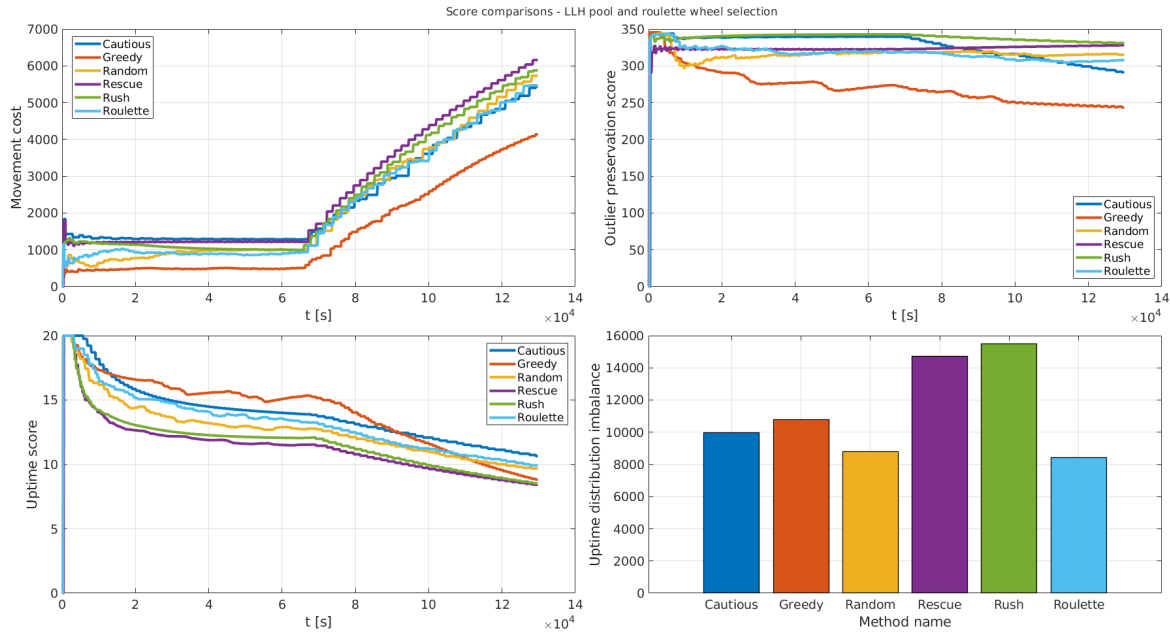 Score comparisons - LLH pool and roulette wheel selection
7000
6000
5000
4000
3000
2000
1000
0
Movement cost
Cautious
Greedy
Random
Rescue
Rush
Roulette
0 2 4 6 8 10 12 14
t [s]
×10⁴
350
300
250
200
150
100
50
0
Outlier preservation score
Cautious
Greedy
Random
Rescue
Rush
Roulette
0 2 4 6 8 10 12 14
t [s]
×10⁴
20
15
10
5
0
Uptime score
Cautious
Greedy
Random
Rescue
Rush
Roulette
0 2 4 6 8 10 12 14
t [s]
×10⁴
16000
14000
12000
10000
8000
6000
4000
2000
0
Uptime distribution imbalance
Cautious Greedy Random Rescue Rush Roulette
Method name